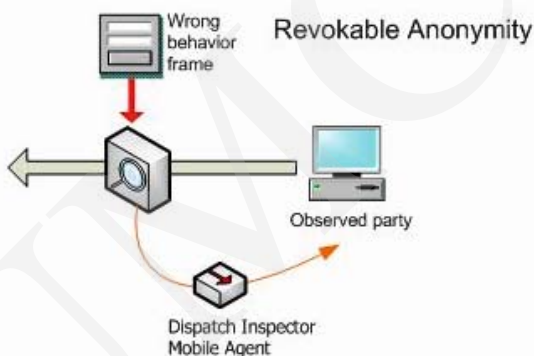 Wrong
behavior
frame
Revokable Anonymity
Observed party
Dispatch Inspector
Mobile Agent